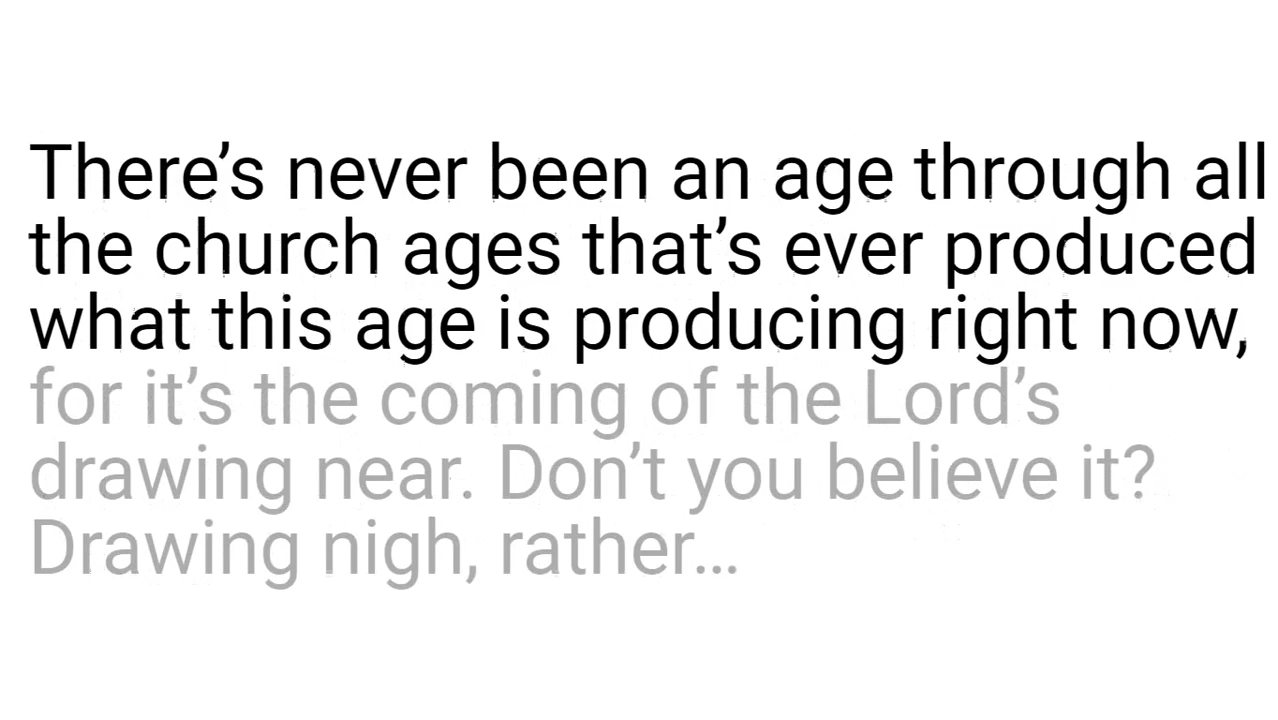 There’s never been an age through all
the church ages that’s ever produced
what this age is producing right now,
for it’s the coming of the Lord’s
drawing near. Don’t you believe it?
Drawing nigh, rather…